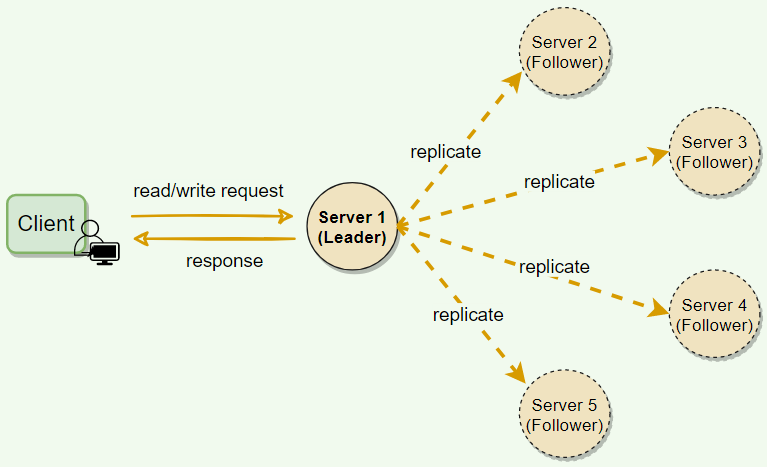 Server 2
(Follower)
replicate
Server 3
(Follower)
replicate
read/write request
Client
Server 1
(Leader)
response
replicate
Server 4
(Follower)
replicate
Server 5
(Follower)